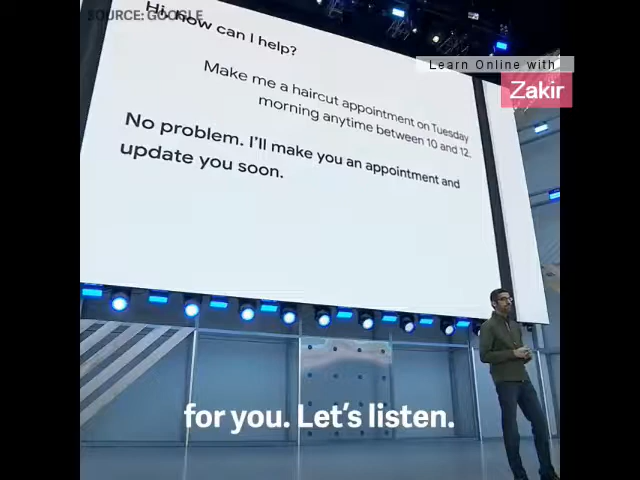 SOURCE: GOOGLE
Hi, how can I help?
Learn Online with
Zakir
Make me a haircut appointment on Tuesday
morning anytime between 10 and 12.
No problem. I'll make you an appointment and
update you soon.
for you. Let's listen.